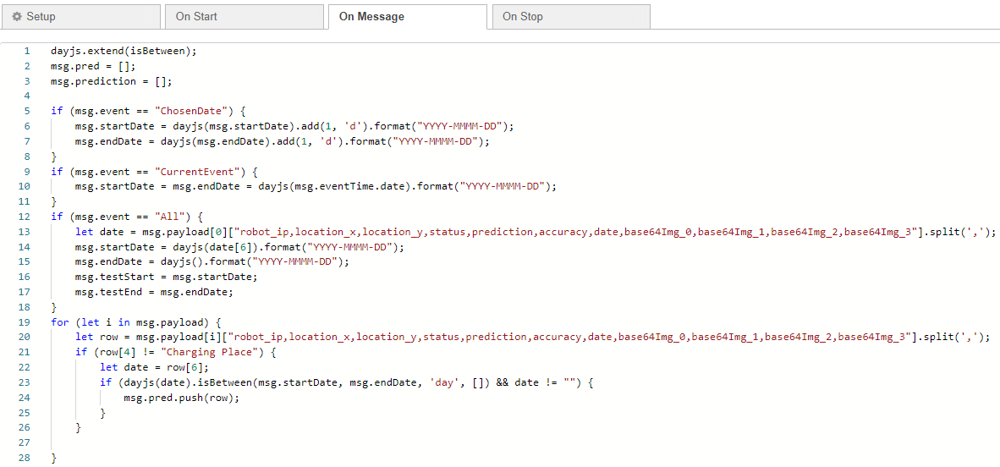 Setup
On Start
On Message
On Stop
1 dayjs.extend(isBetween);
2 msg.pred = [];
3 msg.prediction = [];
4
5 if (msg.event == "ChosenDate") {
6 msg.startDate = dayjs(msg.startDate).add(1, 'd').format("YYYY-MMMM-DD");
7 msg.endDate = dayjs(msg.endDate).add(1, 'd').format("YYYY-MMMM-DD");
8 }
9 if (msg.event == "CurrentEvent") {
10 msg.startDate = msg.endDate = dayjs(msg.eventTime.date).format("YYYY-MMMM-DD");
11 }
12 if (msg.event == "All") {
13 let date = msg.payload[0]["robot_ip,location_x,location_y,status,prediction,accuracy,date,base64Img_0,base64Img_1,base64Img_2,base64Img_3"].split(',');
14 msg.startDate = dayjs(date[6]).format("YYYY-MMMM-DD");
15 msg.endDate = dayjs().format("YYYY-MMMM-DD");
16 msg.testStart = msg.startDate;
17 msg.testEnd = msg.endDate;
18 }
19 for (let i in msg.payload) {
20 let row = msg.payload[i]["robot_ip,location_x,location_y,status,prediction,accuracy,date,base64Img_0,base64Img_1,base64Img_2,base64Img_3"].split(',');
21 if (row[4] != "Charging Place") {
22 let date = row[6];
23 if (dayjs(date).isBetween(msg.startDate, msg.endDate, 'day', []) && date != "") {
24 msg.pred.push(row);
25 }
26 }
27
28 }